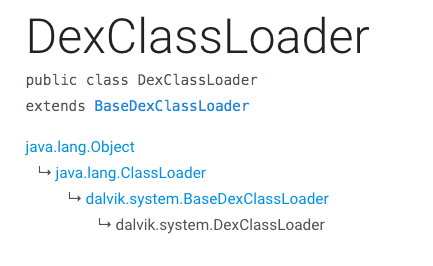 DexClassLoader
public class DexClassLoader
extends BaseDexClassLoader
java.lang.Object
↳ java.lang.ClassLoader
↳ dalvik.system.BaseDexClassLoader
↳ dalvik.system.DexClassLoader